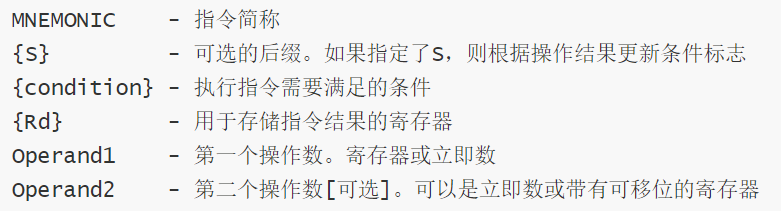 MNEMONIC - 指令简称
{S} - 可选的后缀。如果指定了S，则根据操作结果更新条件标志
{condition} - 执行指令需要满足的条件
{Rd} - 用于存储指令结果的寄存器
Operand1 - 第一个操作数。寄存器或立即数
Operand2 - 第二个操作数[可选]。可以是立即数或带有可移位的寄存器